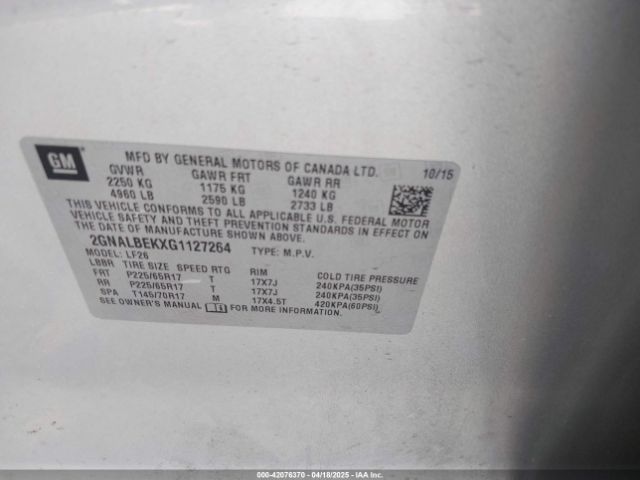 GM
MFD BY GENERAL MOTORS OF CANADA LTD. 10/15
GVWR GAWR FRT GAWR RR
2250 KG 1175 KG 1240 KG
4960 LB 2590 LB 2733 LB
THIS VEHICLE CONFORMS TO ALL APPLICABLE U.S. FEDERAL MOTOR
VEHICLE SAFETY AND THEFT PREVENTION STANDARDS IN EFFECT ON
THE DATE OF MANUFACTURE SHOWN ABOVE.
2GNALBEKXG1127264 TYPE: M.P.V.
MODEL: LF26
LBBR TIRE SIZE SPEED RTG RIM COLD TIRE PRESSURE
FRT P225/65R17 T 17X7J 240KPA(35PSI)
RR P225/65R17 T 17X7J 240KPA(35PSI)
SPA T145/70R17 M 17X4.5T 420KPA(60PSI)
SEE OWNER'S MANUAL FOR MORE INFORMATION.
000-42076370 - 04/18/2025 - IAAI.COM